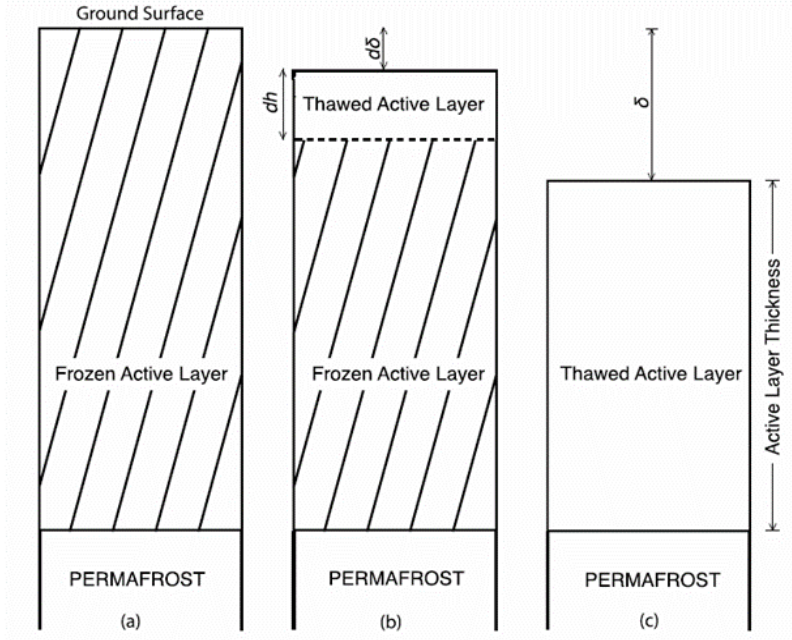 Ground Surface
Frozen Active Layer
PERMAFROST
(a)
dδ
dh
Thawed Active Layer
Frozen Active Layer
PERMAFROST
(b)
δ
Thawed Active Layer
Active Layer Thickness
PERMAFROST
(c)